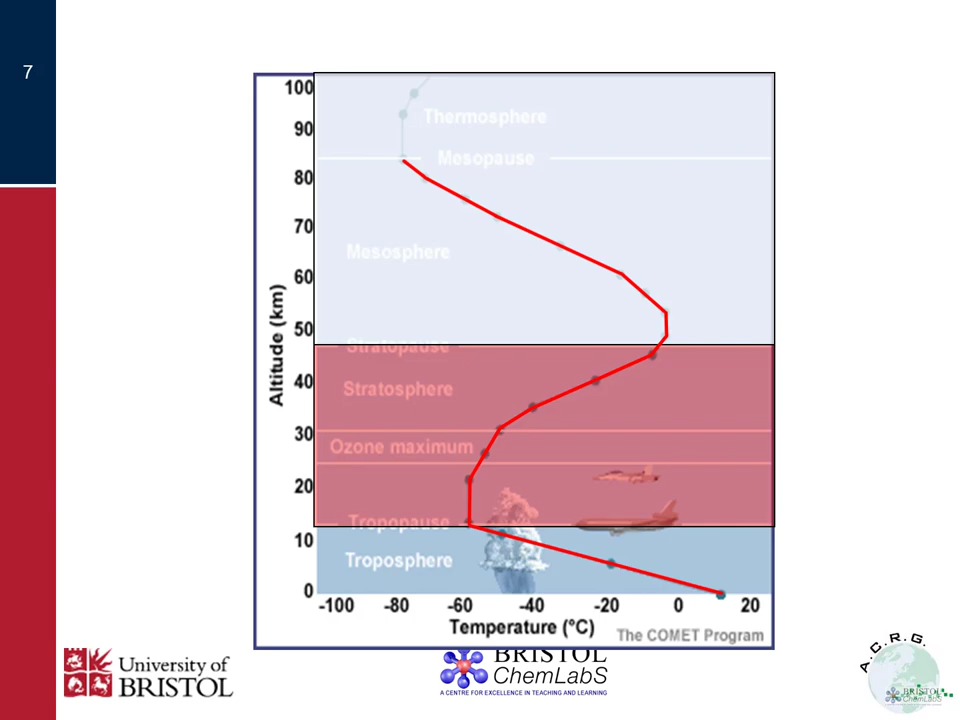 7
100
Thermosphere
90
Mesopause
80
70
Mesosphere
60
50
Stratopause
Altitude (km)
40
Stratosphere
30
Ozone maximum
20
Tropopause
10
Troposphere
0
-100 -80 -60 -40 -20 0 20
Temperature (°C)
The COMET Program
University of
BRISTOL
BRISTOL
ChemLabS
A CENTRE FOR EXCELLENCE IN TEACHING AND LEARNING
A.C.R.G.
BRISTOL
ChemLabS